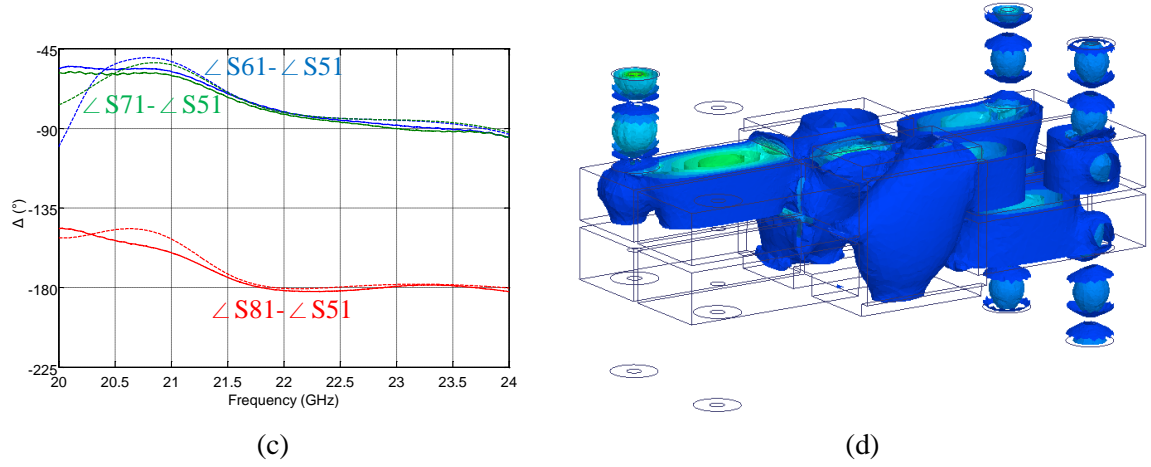 -45
∠S61-∠S51
∠S71-∠S51
-90
-135
Δ (°)
-180
∠S81-∠S51
-225
20 20.5 21 21.5 22 22.5 23 23.5 24
Frequency (GHz)
(c) (d)